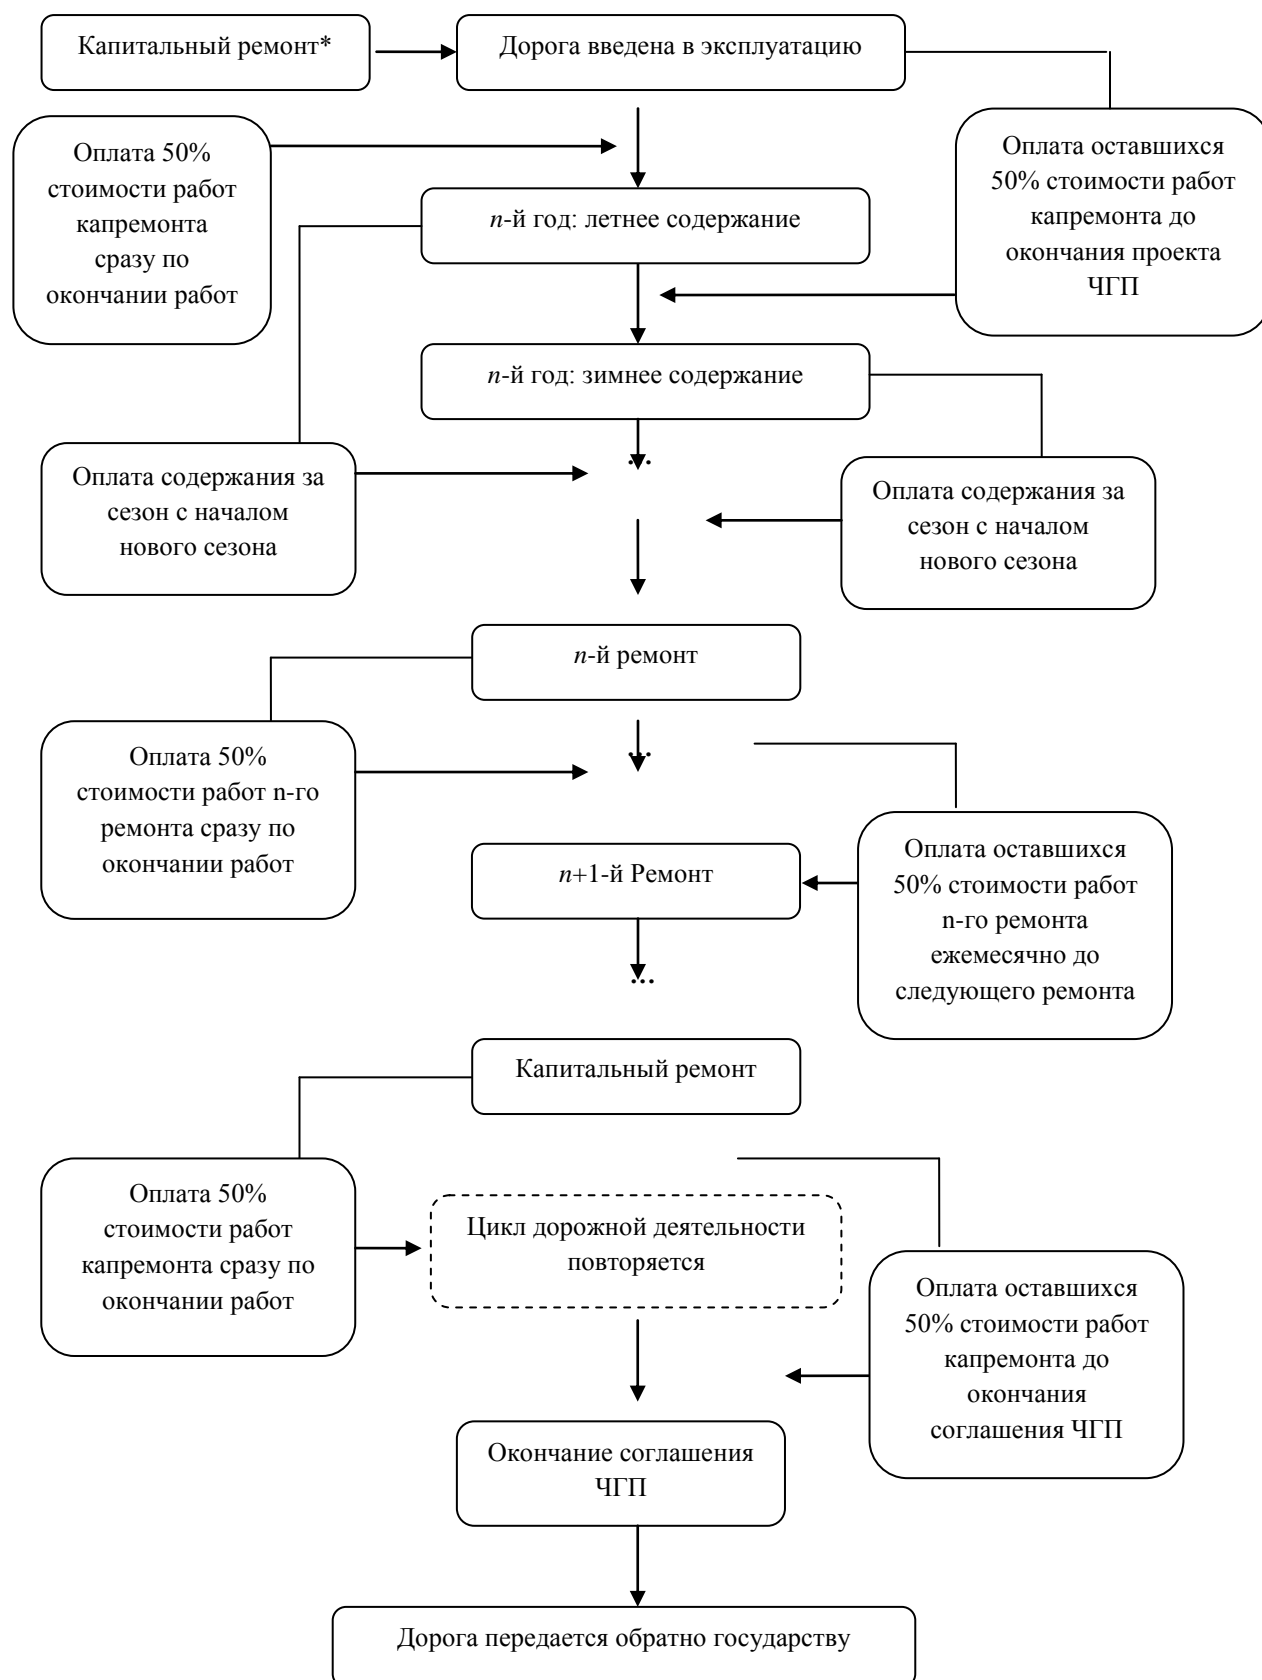 Капитальный ремонт*
Дорога введена в эксплуатацию
Оплата 50%
стоимости работ
капремонта
сразу по
окончании работ
Оплата оставшихся
50% стоимости работ
капремонта до
окончания проекта
ЧГП
n-й год: летнее содержание
n-й год: зимнее содержание
...
Оплата содержания за
сезон с началом
нового сезона
Оплата содержания за
сезон с началом
нового сезона
n-й ремонт
...
Оплата 50%
стоимости работ n-го
ремонта сразу по
окончании работ
n+1-й Ремонт
Оплата оставшихся
50% стоимости работ
n-го ремонта
ежемесячно до
следующего ремонта
...
Капитальный ремонт
Оплата 50%
стоимости работ
капремонта сразу по
окончании работ
Цикл дорожной деятельности
повторяется
Оплата оставшихся
50% стоимости работ
капремонта до
окончания
соглашения ЧГП
Окончание соглашения
ЧГП
Дорога передается обратно государству